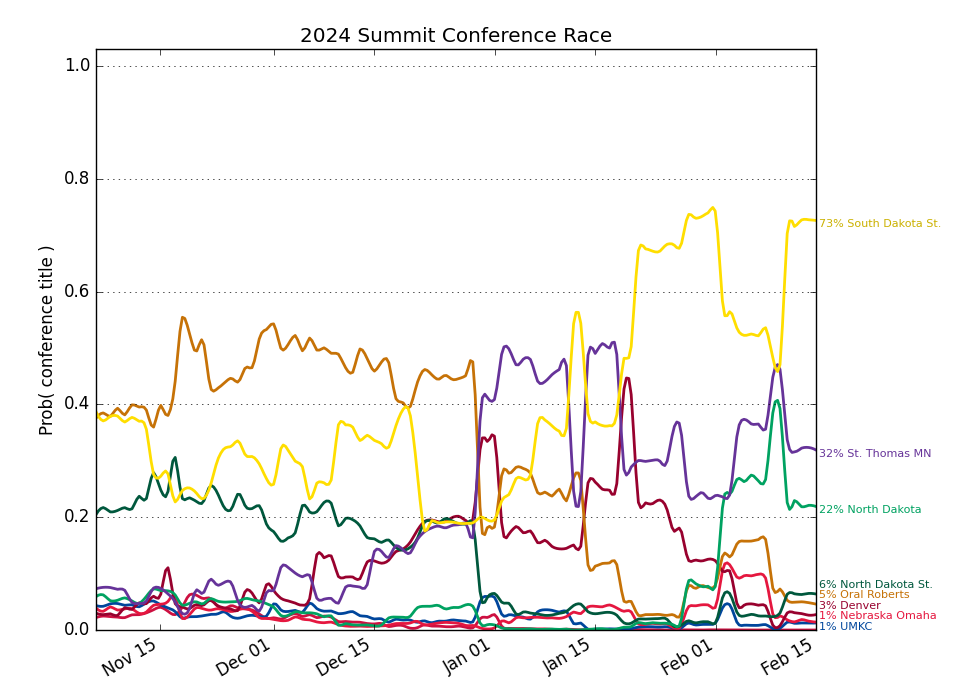 2024 Summit Conference Race
Prob( conference title )
1.0
0.8
0.6
0.4
0.2
0.0
Nov 15
Dec 01
Dec 15
Jan 01
Jan 15
Feb 01
Feb 15
73% South Dakota St.
32% St. Thomas MN
22% North Dakota
6% North Dakota St.
5% Oral Roberts
3% Denver
1% Nebraska Omaha
1% UMKC